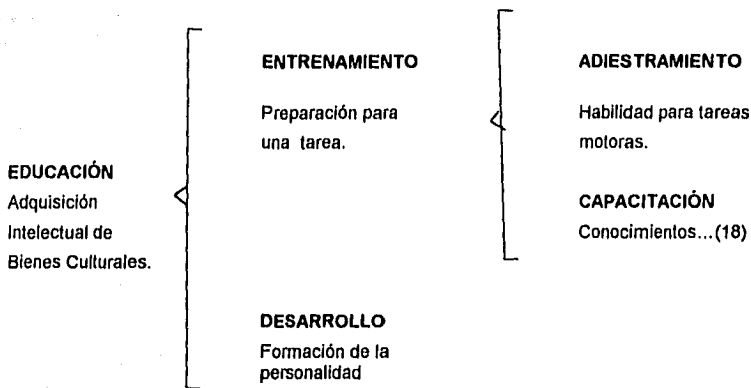 EDUCACIÓN
Adquisición
Intelectual de
Bienes Culturales.
ENTRENAMIENTO
Preparación para
una tarea.
DESARROLLO
Formación de la
personalidad
ADIESTRAMIENTO
Habilidad para tareas
motoras.
CAPACITACIÓN
Conocimientos...(18)